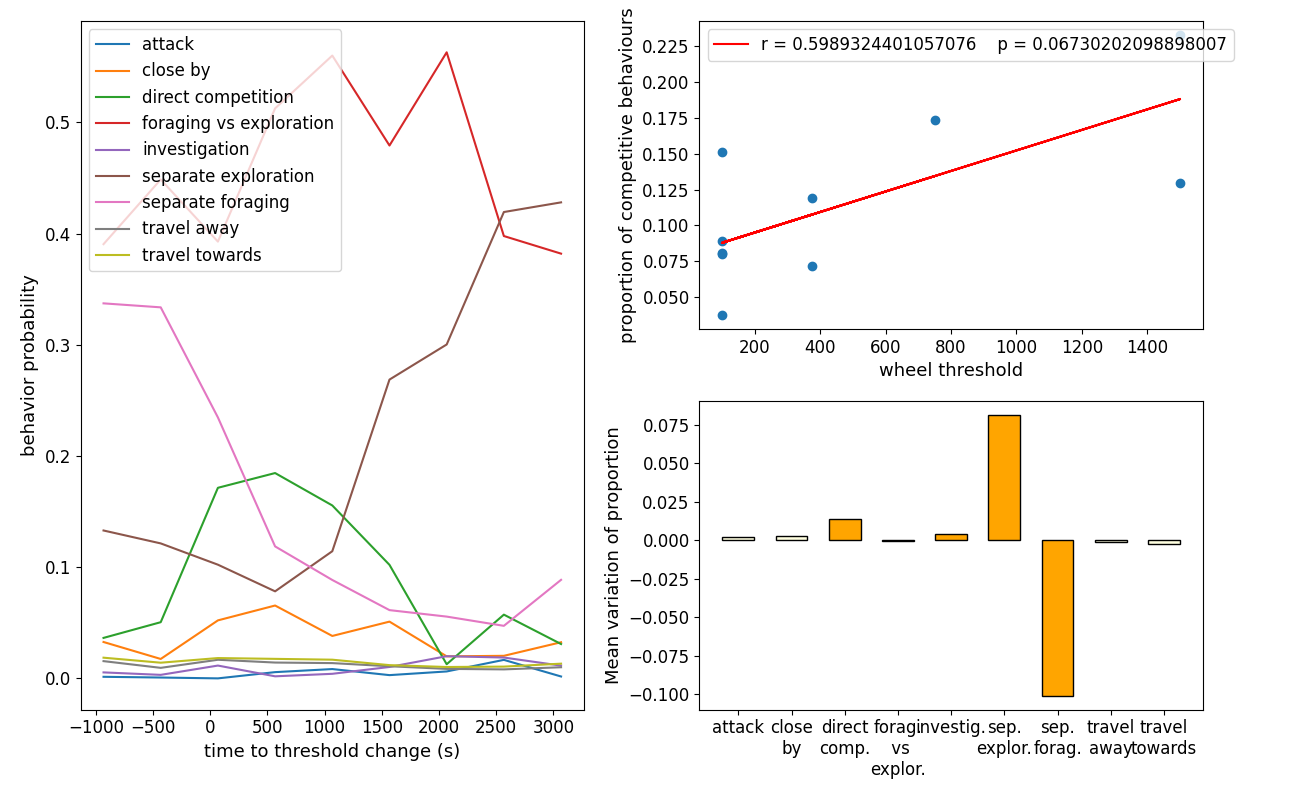 attack
close by
direct competition
foraging vs exploration
investigation
separate exploration
separate foraging
travel away
travel towards
behavior probability
0.5
0.4
0.3
0.2
0.1
0.0
−1000 −500 0 500 1000 1500 2000 2500 3000
time to threshold change (s)
r = 0.5989324401057076 p = 0.06730202098898007
proportion of competitive behaviours
0.225
0.200
0.175
0.150
0.125
0.100
0.075
0.050
200 400 600 800 1000 1200 1400
wheel threshold
Mean variation of proportion
0.075
0.050
0.025
0.000
−0.025
−0.050
−0.075
−0.100
attack close direct foragi. investig. sep. sep. travel travel
by comp. vs explor. forag. away towards
explor.